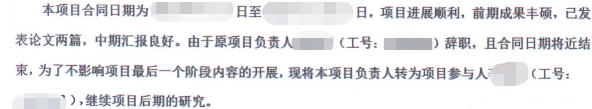 本项目合同日期为 日至 日，项目进展顺利，前期成果丰硕，已发
表论文两篇，中期汇报良好。由于原项目负责人 （工号： ）辞职，且合同日期将近结
束，为了不影响项目最后一个阶段内容的开展，现将本项目负责人转为项目参与人 （工号：
），继续项目后期的研究。